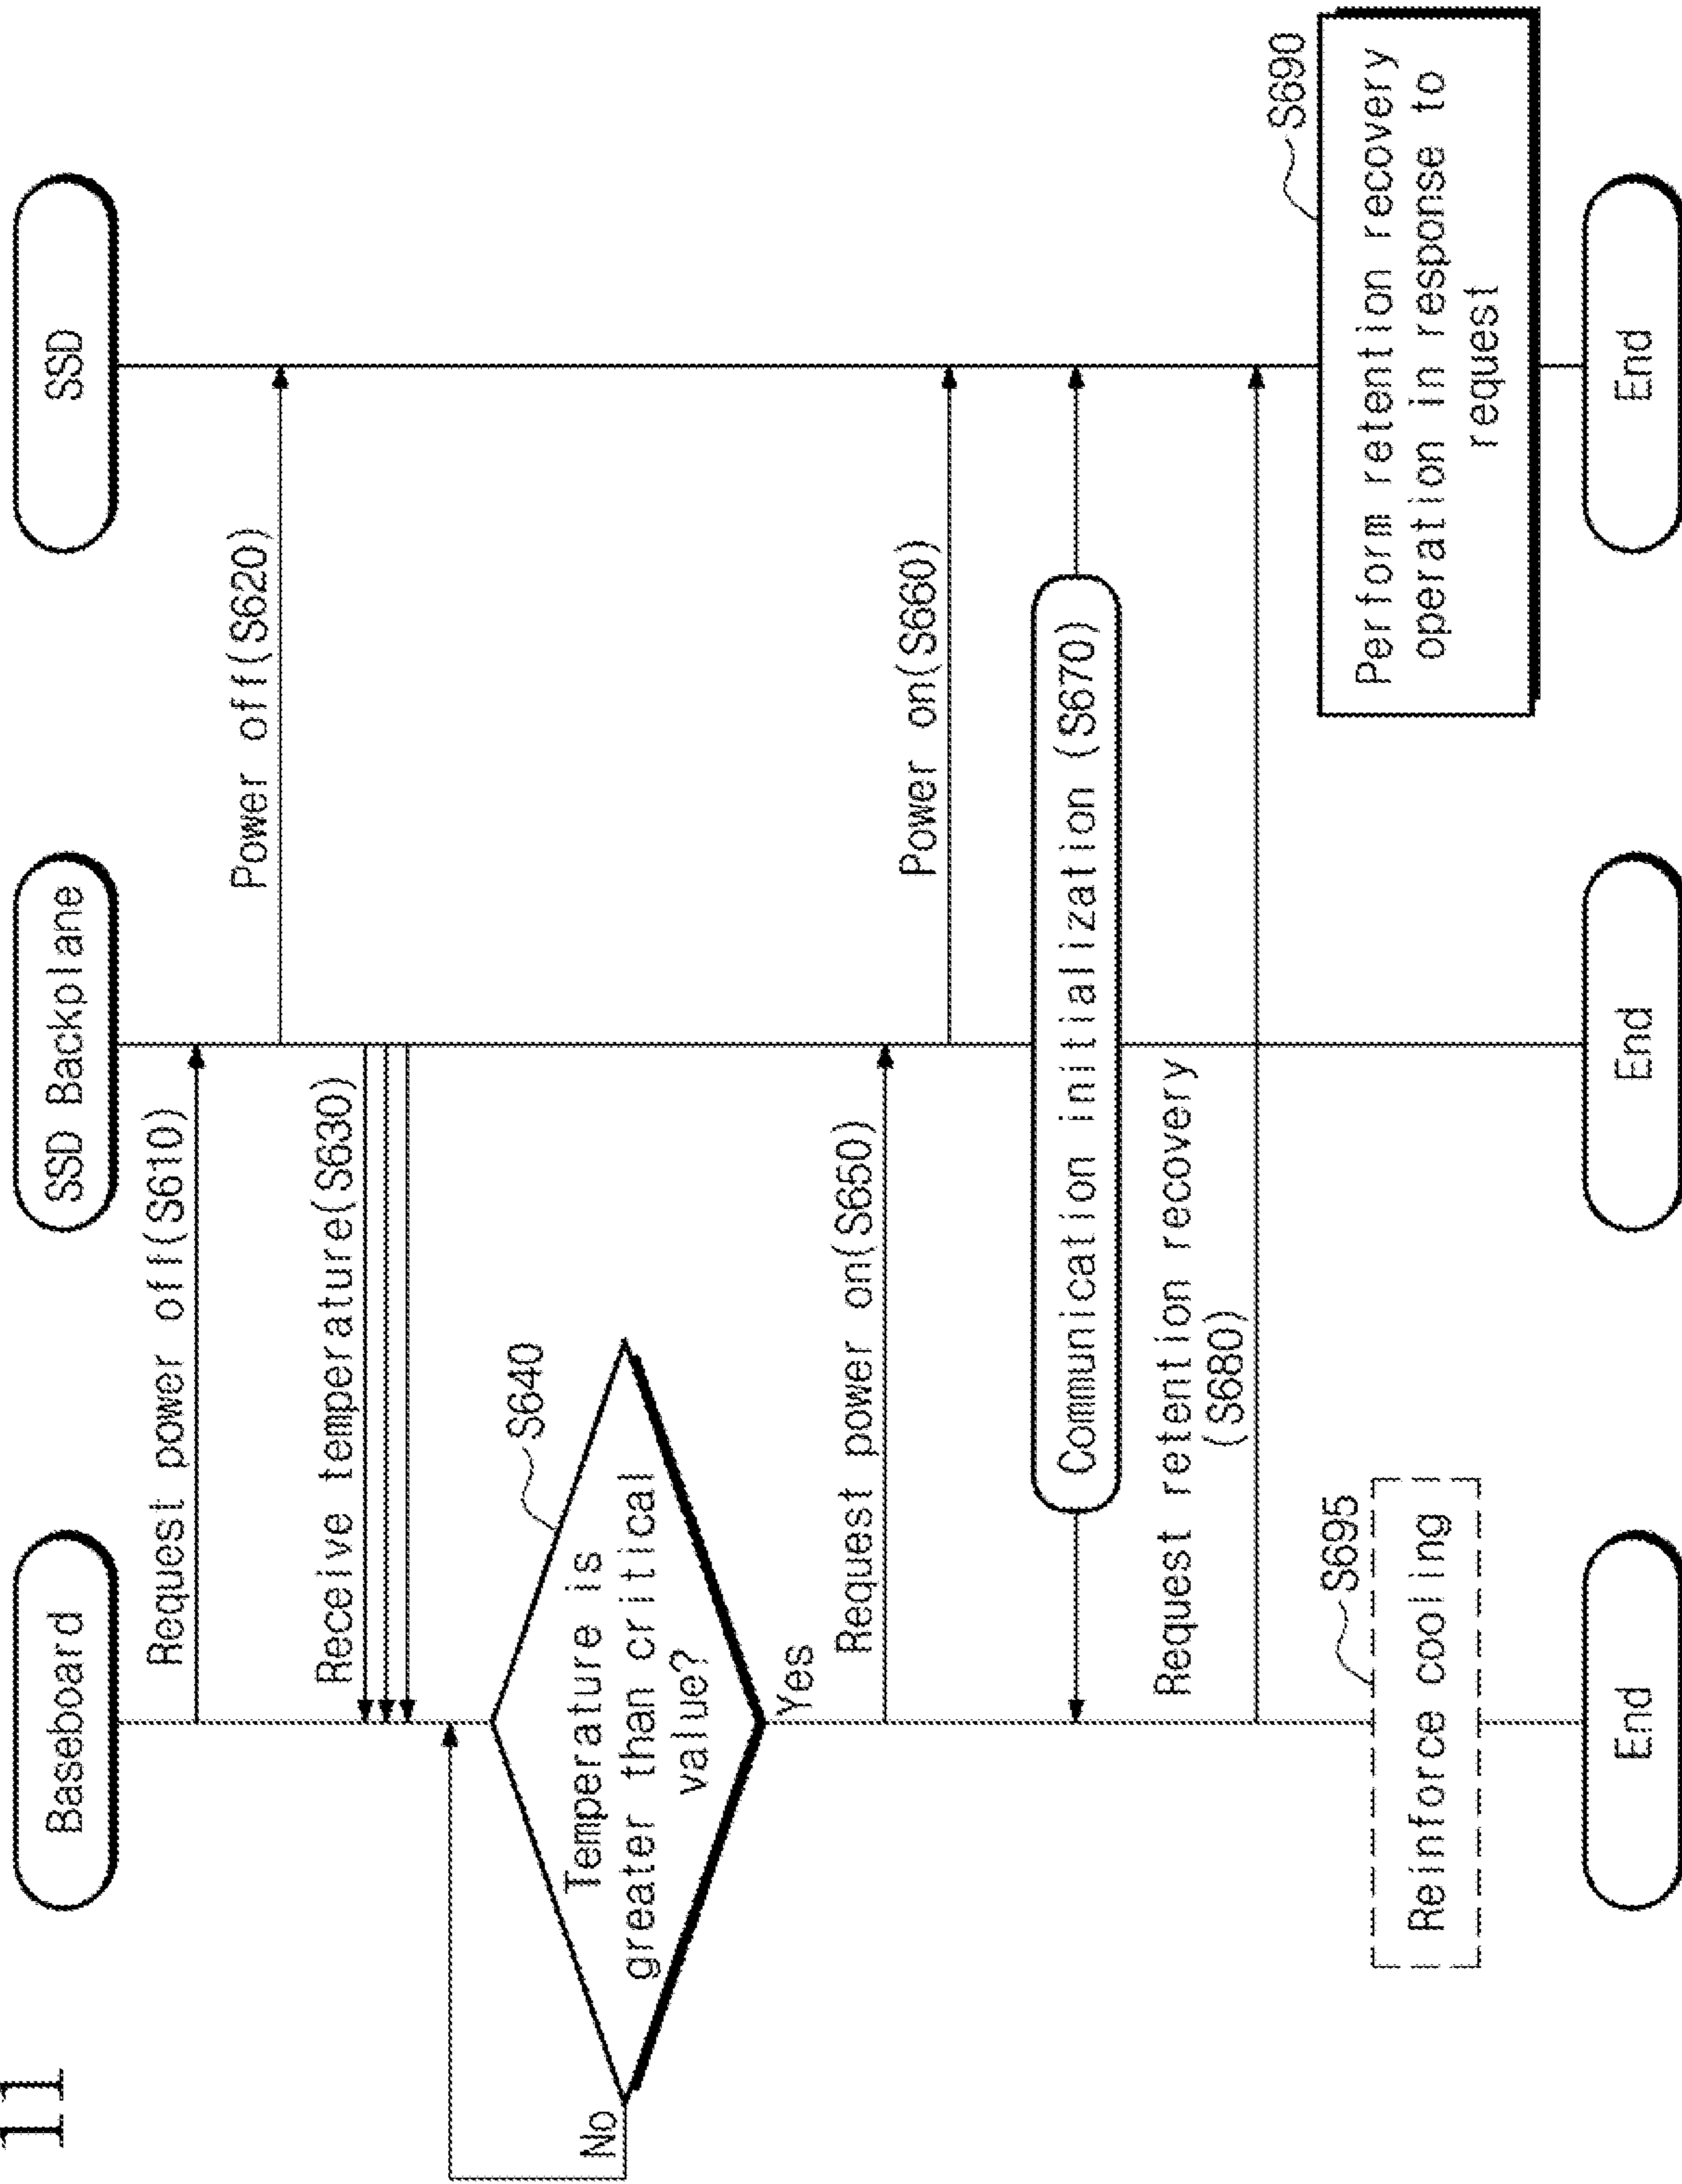 11
Baseboard
SSD Backplane
SSD
Request power off(S610)
Power off(S620)
Receive temperature(S630)
S640
Temperature is
greater than critical
value?
No
Yes
Request power on(S650)
Power on(S660)
Communication initialization (S670)
Request retention recovery
(S680)
S690
Perform retention recovery
operation in response to
request
S695
Reinforce cooling
End
End
End